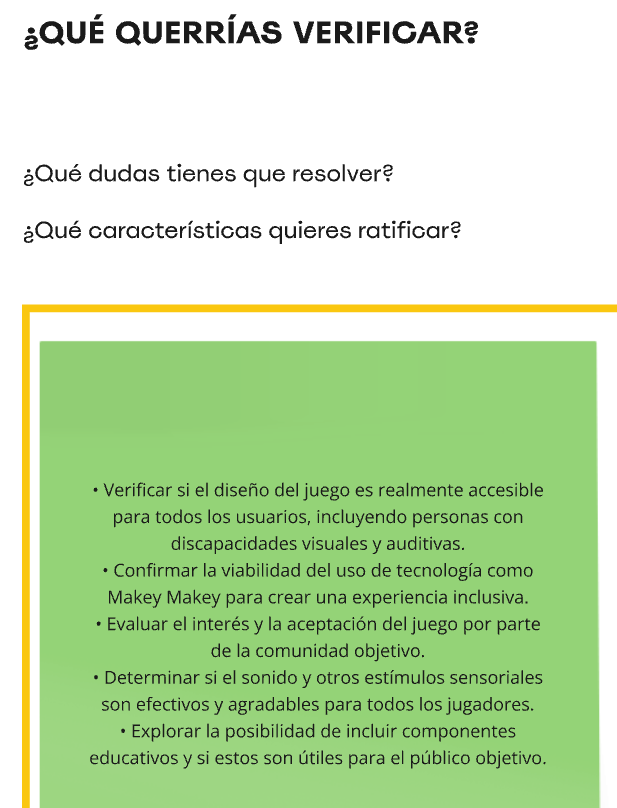 ¿QUÉ QUERRÍAS VERIFICAR?
¿Qué dudas tienes que resolver?
¿Qué características quieres ratificar?
• Verificar si el diseño del juego es realmente accesible
para todos los usuarios, incluyendo personas con
discapacidades visuales y auditivas.
• Confirmar la viabilidad del uso de tecnología como
Makey Makey para crear una experiencia inclusiva.
• Evaluar el interés y la aceptación del juego por parte
de la comunidad objetivo.
• Determinar si el sonido y otros estímulos sensoriales
son efectivos y agradables para todos los jugadores.
• Explorar la posibilidad de incluir componentes
educativos y si estos son útiles para el público objetivo.